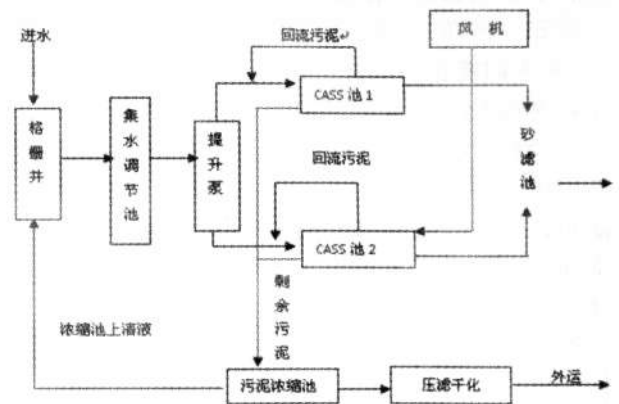 进水
回流污泥
风 机
格栅井
集水调节池
提升泵
CASS 池 1
砂滤池
回流污泥
CASS 池 2
剩余污泥
浓缩池上清液
污泥浓缩池
压滤干化
外运